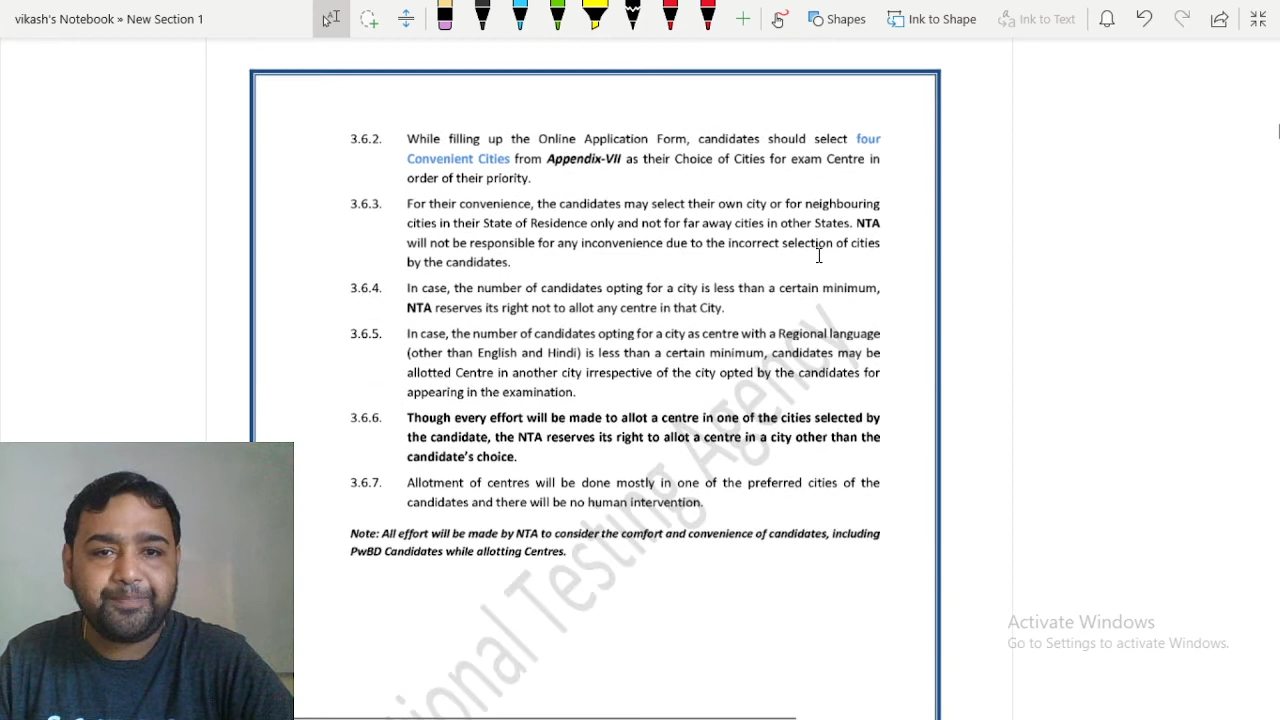 vikash's Notebook » New Section 1
Shapes
Ink to Shape
Ink to Text
3.6.2. While filling up the Online Application Form, candidates should select four
Convenient Cities from Appendix-VII as their Choice of Cities for exam Centre in
order of their priority.
3.6.3. For their convenience, the candidates may select their own city or for neighbouring
cities in their State of Residence only and not for far away cities in other States. NTA
will not be responsible for any inconvenience due to the incorrect selection of cities
by the candidates.
3.6.4. In case, the number of candidates opting for a city is less than a certain minimum,
NTA reserves its right not to allot any centre in that City.
3.6.5. In case, the number of candidates opting for a city as centre with a Regional language
(other than English and Hindi) is less than a certain minimum, candidates may be
allotted Centre in another city irrespective of the city opted by the candidates for
appearing in the examination.
3.6.6. Though every effort will be made to allot a centre in one of the cities selected by
the candidate, the NTA reserves its right to allot a centre in a city other than the
candidate's choice.
3.6.7. Allotment of centres will be done mostly in one of the preferred cities of the
candidates and there will be no human intervention.
Note: All effort will be made by NTA to consider the comfort and convenience of candidates, including
PwBD Candidates while allotting Centres.
ional Testing Agency
Activate Windows
Go to Settings to activate Windows.